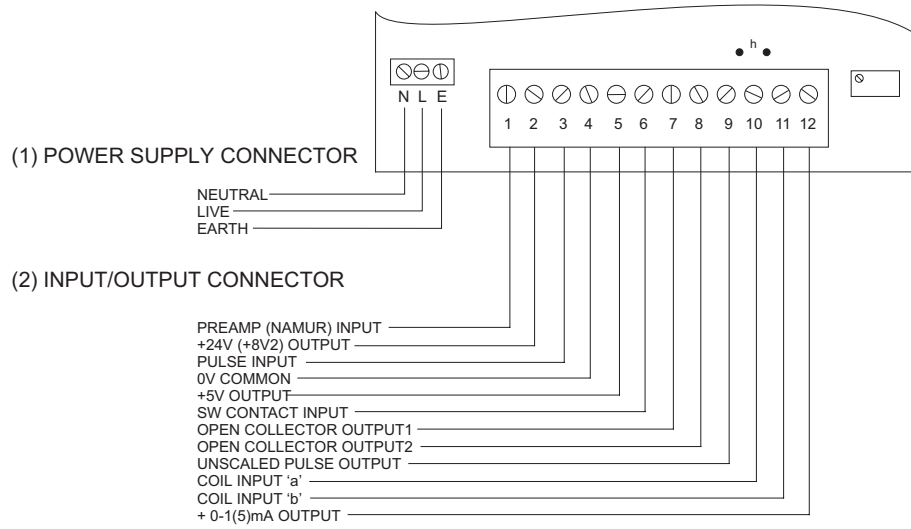 h
N L E
1 2 3 4 5 6 7 8 9 10 11 12
(1) POWER SUPPLY CONNECTOR
NEUTRAL
LIVE
EARTH
(2) INPUT/OUTPUT CONNECTOR
PREAMP (NAMUR) INPUT
+24V (+8V2) OUTPUT
PULSE INPUT
0V COMMON
+5V OUTPUT
SW CONTACT INPUT
OPEN COLLECTOR OUTPUT1
OPEN COLLECTOR OUTPUT2
UNSCALED PULSE OUTPUT
COIL INPUT ‘a’
COIL INPUT ‘b’
+ 0-1(5)mA OUTPUT